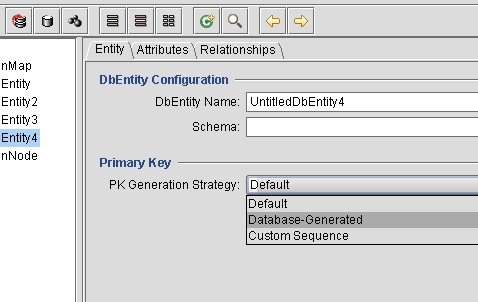 Entity Attributes Relationships
nMap
Entity
Entity2
Entity3
Entity4
nNode
DbEntity Configuration
DbEntity Name: UntitledDbEntity4
Schema:
Primary Key
PK Generation Strategy: Default
Default
Database-Generated
Custom Sequence